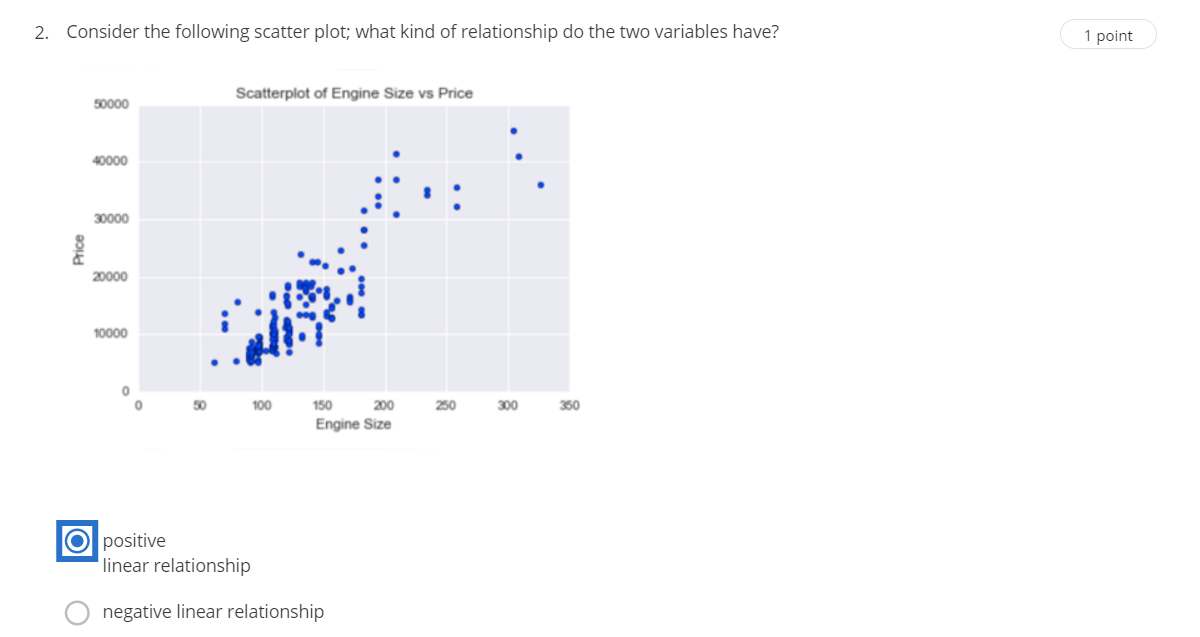 2. Consider the following scatter plot; what kind of relationship do the two variables have?
1 point
Scatterplot of Engine Size vs Price
50000
40000
30000
20000
10000
0
Price
0 50 100 150 200 250 300 350
Engine Size
positive
linear relationship
negative linear relationship